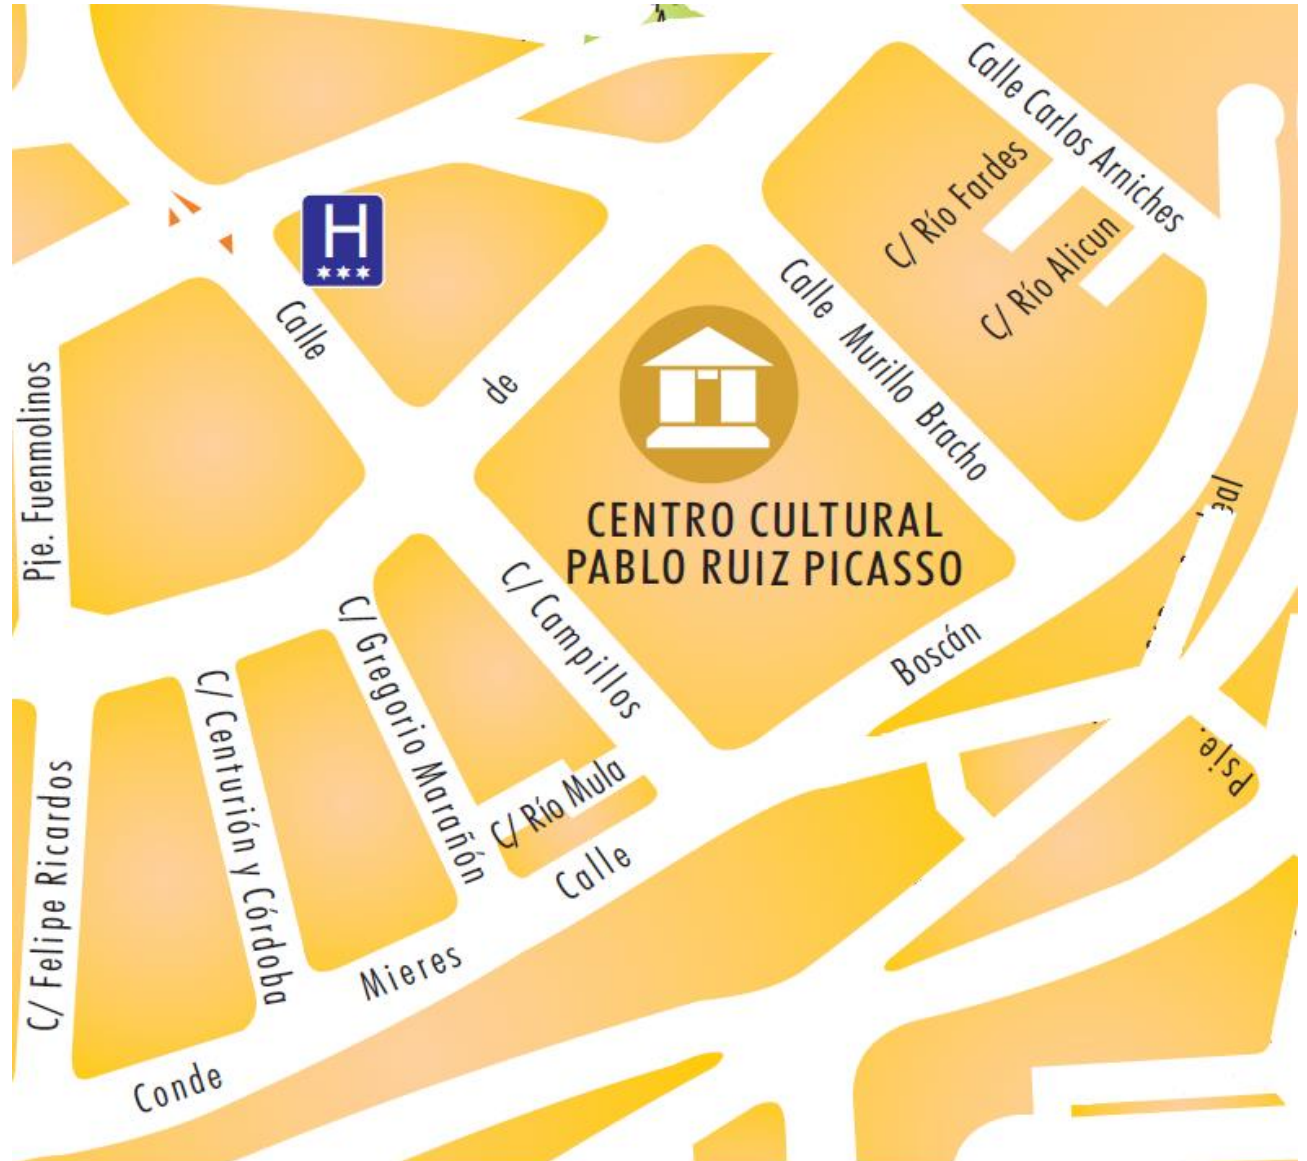 Calle Carlos Arniches
C/ Río Fardes
C/ Río Alicun
H
Calle
de
Calle Murillo Bracho
Pje. Fuenmolinos
CENTRO CULTURAL
PABLO RUIZ PICASSO
C/ Campillos
C/ Gregorio Marañón
Boscán
C/ Centurión y Córdoba
Psje.
C/ Río Mula
C/ Felipe Ricardos
Calle
Mieres
Conde